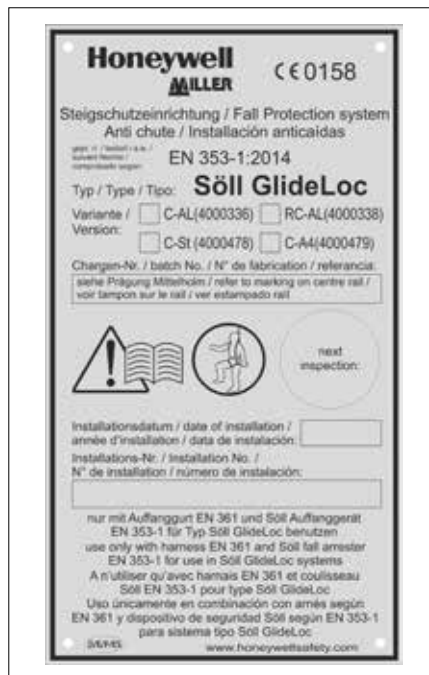 Honeywell
MILLER
CE0158
Steigschutzeinrichtung / Fall Protection system
Anti chute / Installación anticaídas
EN 353-1:2014
Typ / Type / Tipo: Söll GlideLoc
Variante /
Version:
C-AL(4000336) RC-AL(4000338)
C-St (4000478) C-A4(4000479)
Chargen-Nr. / batch No. / N° de fabrication / referancia:
siehe Prägung Mittelholm / refer to marking on centre rail /
voir tampon sur le rail / ver estampado rail
next
inspection:
Installationsdatum / date of installation /
année d'installation / data de instalación:
Installations-Nr. / Installation No. /
N° de installation / número de instalación:
nur mit Auffanggurt EN 361 und Söll Auffanggerät
EN 353-1 für Typ Söll GlideLoc benutzen
use only with harness EN 361 and Söll fall arrester
EN 353-1 for use in Söll GlideLoc systems
A n'utiliser qu'avec harnais EN 361 et coulisseau
Söll EN 353-1 pour type Söll GlideLoc
Uso únicamente en combinación con arnés según
EN 361 y dispositivo de seguridad Söll según EN 353-1
para sistema tipo Söll GlideLoc
D/E/F/ES
www.honeywellsafety.com